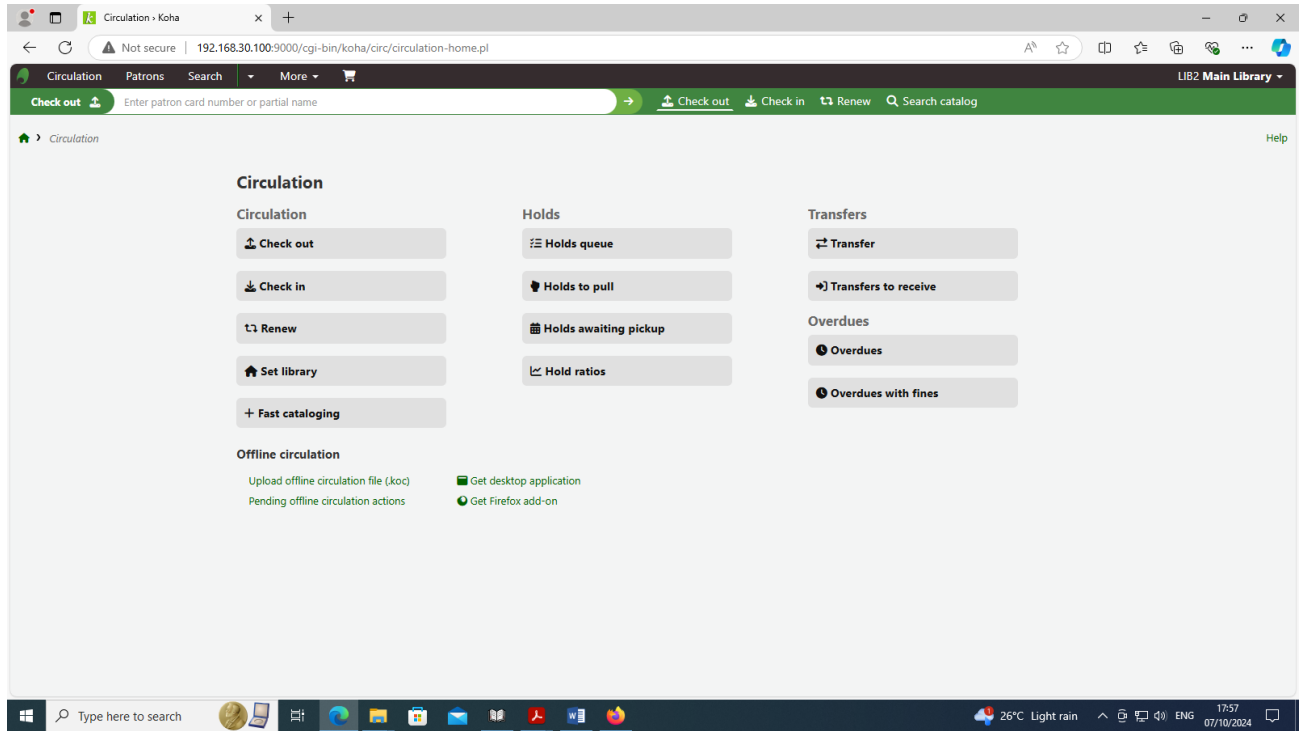 Circulation › Koha
Not secure 192.168.30.100:9000/cgi-bin/koha/circ/circulation-home.pl
Circulation Patrons Search More LIB2 Main Library
Check out Enter patron card number or partial name Check out Check in Renew Search catalog
Circulation Help
Circulation
Circulation Holds Transfers
Check out Holds queue Transfer
Check in Holds to pull Transfers to receive
Renew Holds awaiting pickup Overdues
Overdues
Set library Hold ratios
Overdues with fines
Fast cataloging
Offline circulation
Upload offline circulation file (.koc) Get desktop application
Pending offline circulation actions Get Firefox add-on
Type here to search 26°C Light rain ENG 17:57
07/10/2024